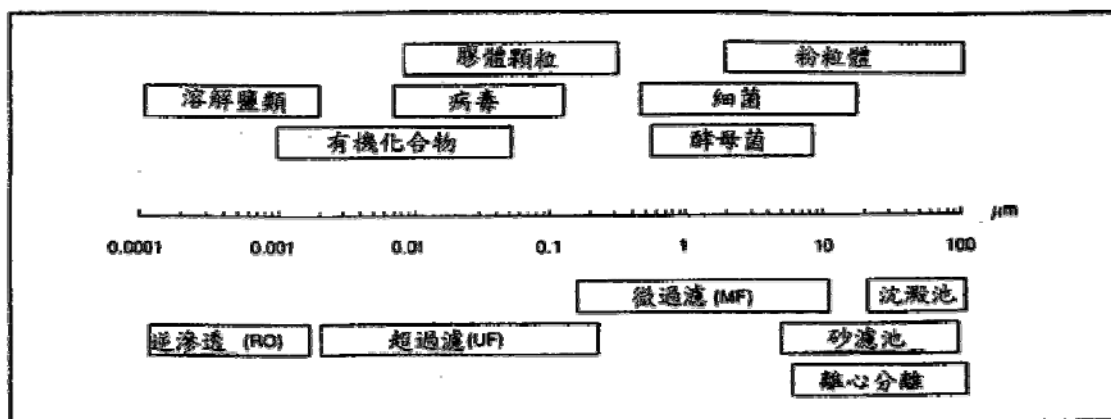 膠體顆粒 粉粒體
溶解鹽類 病毒 細菌
有機化合物 酵母菌
μm
0.0001 0.001 0.01 0.1 1 10 100
微過濾 (MF) 沈澱池
逆滲透 (RO) 超過濾(UF) 砂濾池
離心分離